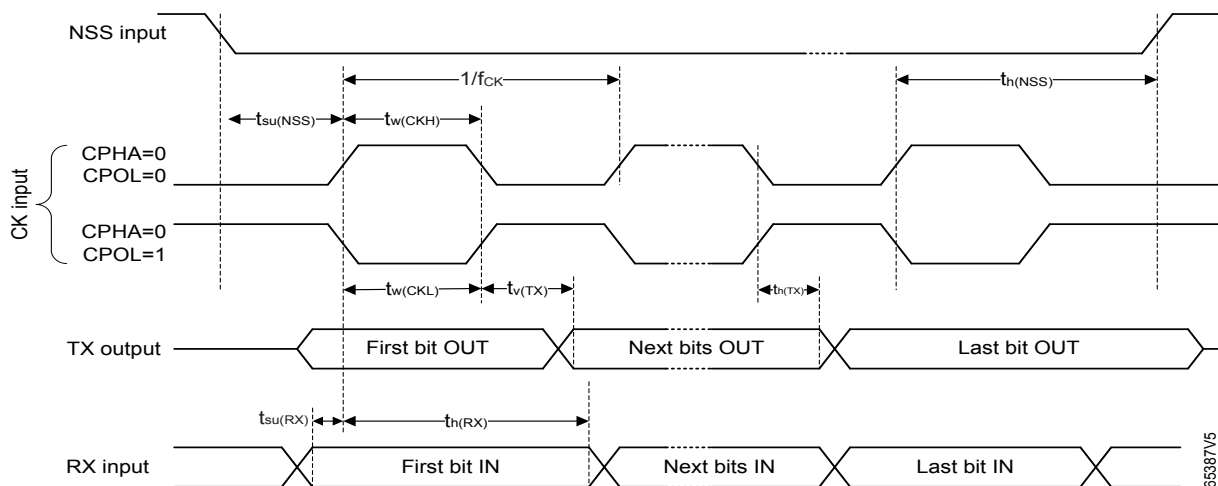 NSS input
1/fCK
th(NSS)
tsu(NSS)
tw(CKH)
CK input
CPHA=0
CPOL=0
CPHA=0
CPOL=1
tw(CKL)
tv(TX)
th(TX)
TX output
First bit OUT
Next bits OUT
Last bit OUT
tsu(RX)
th(RX)
RX input
First bit IN
Next bits IN
Last bit IN
65387V5